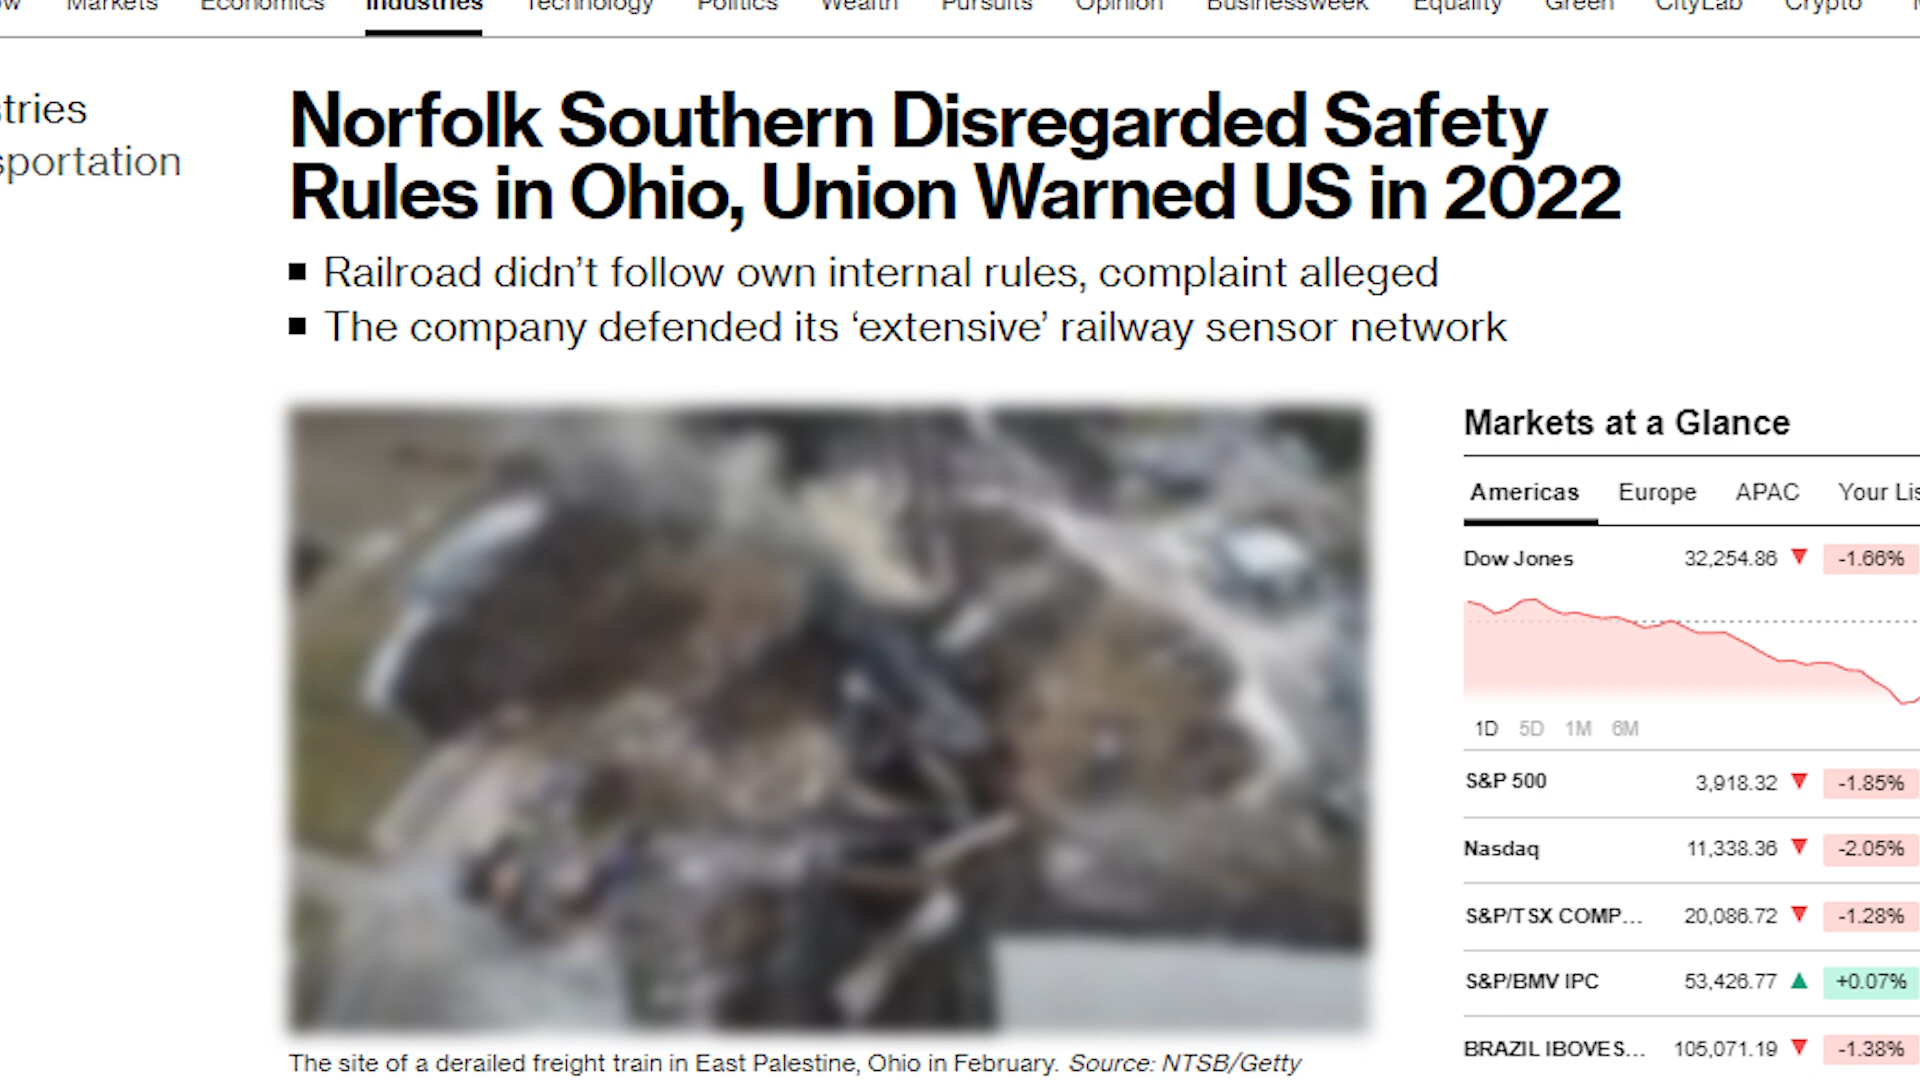 Markets Economics Industries Technology Politics Wealth Pursuits Opinion Businessweek Equality Green CityLab Crypto
tries
sportation
Norfolk Southern Disregarded Safety
Rules in Ohio, Union Warned US in 2022
■ Railroad didn’t follow own internal rules, complaint alleged
■ The company defended its ‘extensive’ railway sensor network
The site of a derailed freight train in East Palestine, Ohio in February. Source: NTSB/Getty
Markets at a Glance
Americas Europe APAC Your Lis
Dow Jones 32,254.86 ▼ -1.66%
1D 5D 1M 6M
S&P 500 3,918.32 ▼ -1.85%
Nasdaq 11,338.36 ▼ -2.05%
S&P/TSX COMP... 20,086.72 ▼ -1.28%
S&P/BMV IPC 53,426.77 ▲ +0.07%
BRAZIL IBOVES... 105,071.19 ▼ -1.38%